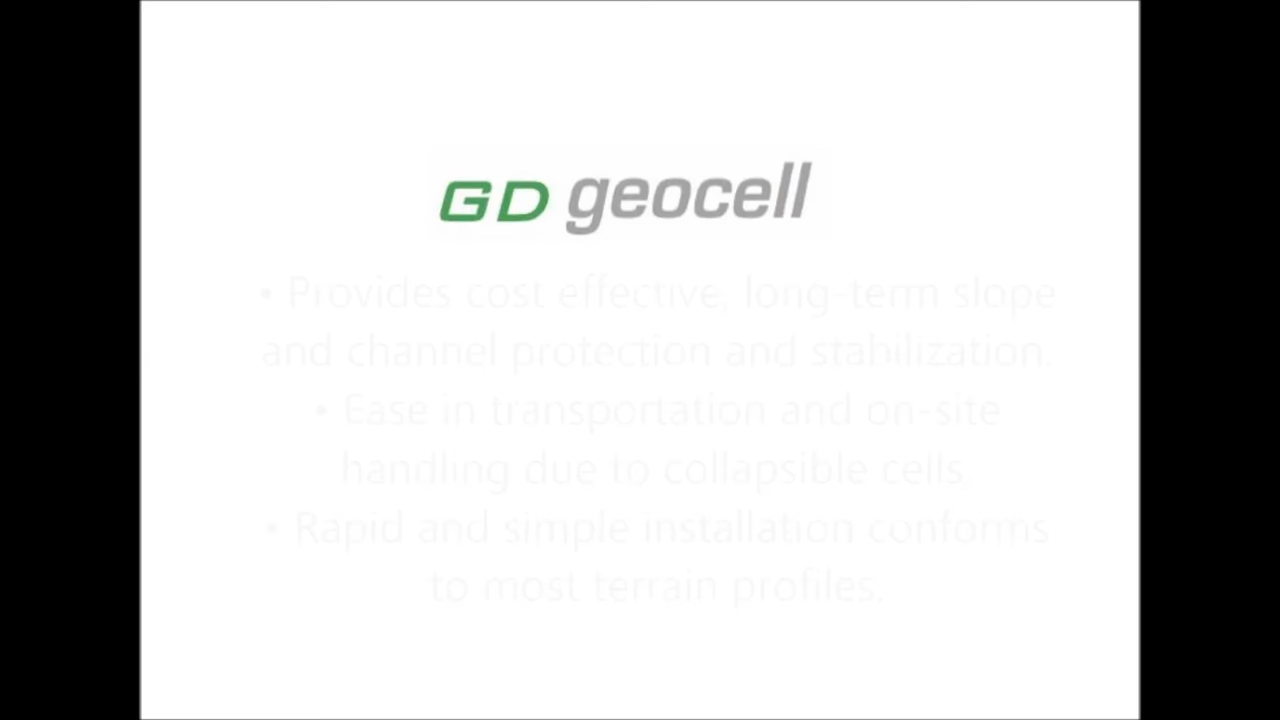 GD geocell
• Provides cost effective, long-term slope
and channel protection and stabilization.
• Ease in transportation and on-site
handling due to collapsible cells.
• Rapid and simple installation conforms
to most terrain profiles.